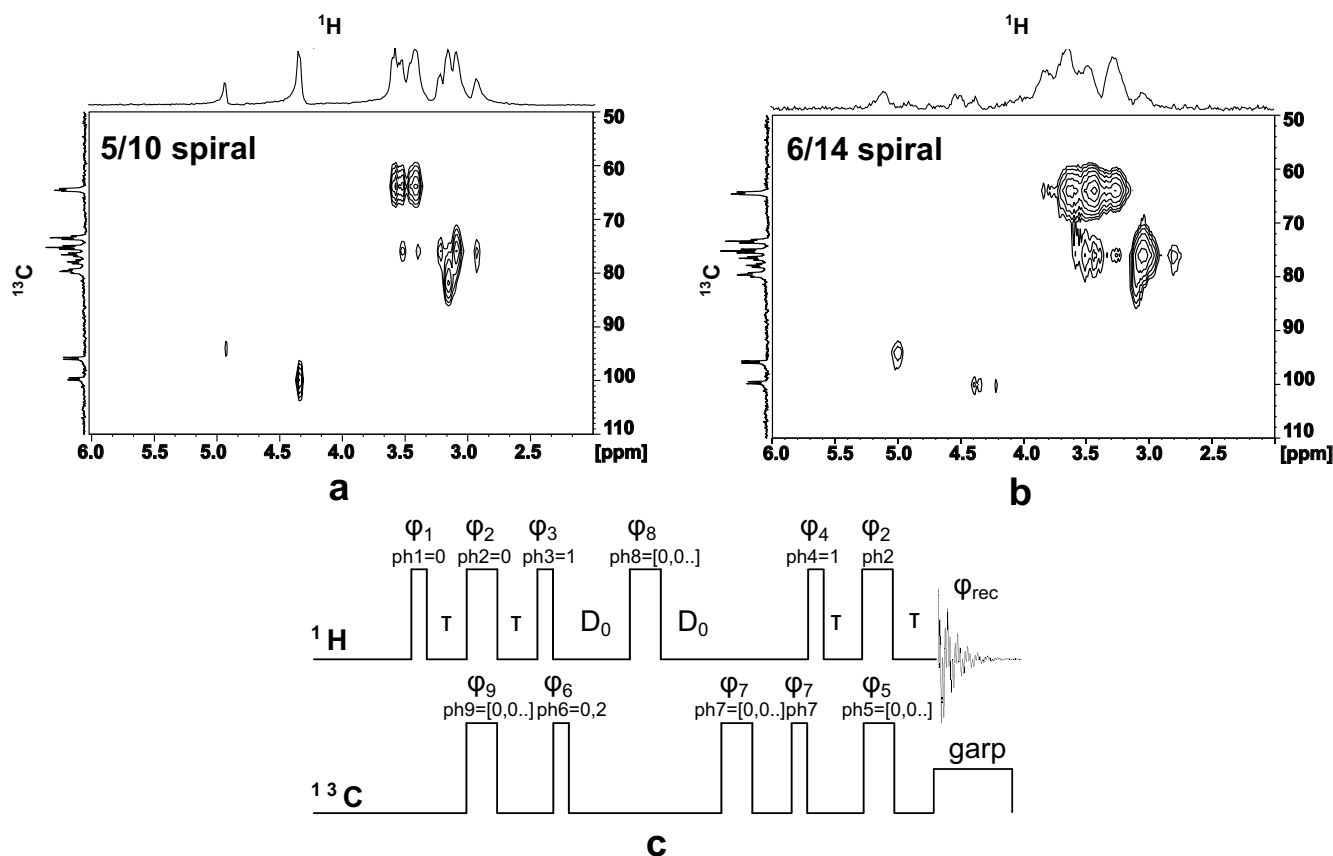 ¹H
¹H
5/10 spiral
6/14 spiral
50
60
70
80
90
100
110
50
60
70
80
90
100
110
¹³C
¹³C
6.0 5.5 5.0 4.5 4.0 3.5 3.0 2.5 [ppm]
6.0 5.5 5.0 4.5 4.0 3.5 3.0 2.5 [ppm]
a
b
φ₁ φ₂ φ₃ φ₈ φ₄ φ₂
ph1=0 ph2=0 ph3=1 ph8=[0,0..] ph4=1 ph2
φrec
τ τ D₀ D₀ τ τ
¹H
φ₉ φ₆ φ₇ φ₇ φ₅
ph9=[0,0..] ph6=0,2 ph7=[0,0..] ph7 ph5=[0,0..]
garp
¹³C
c